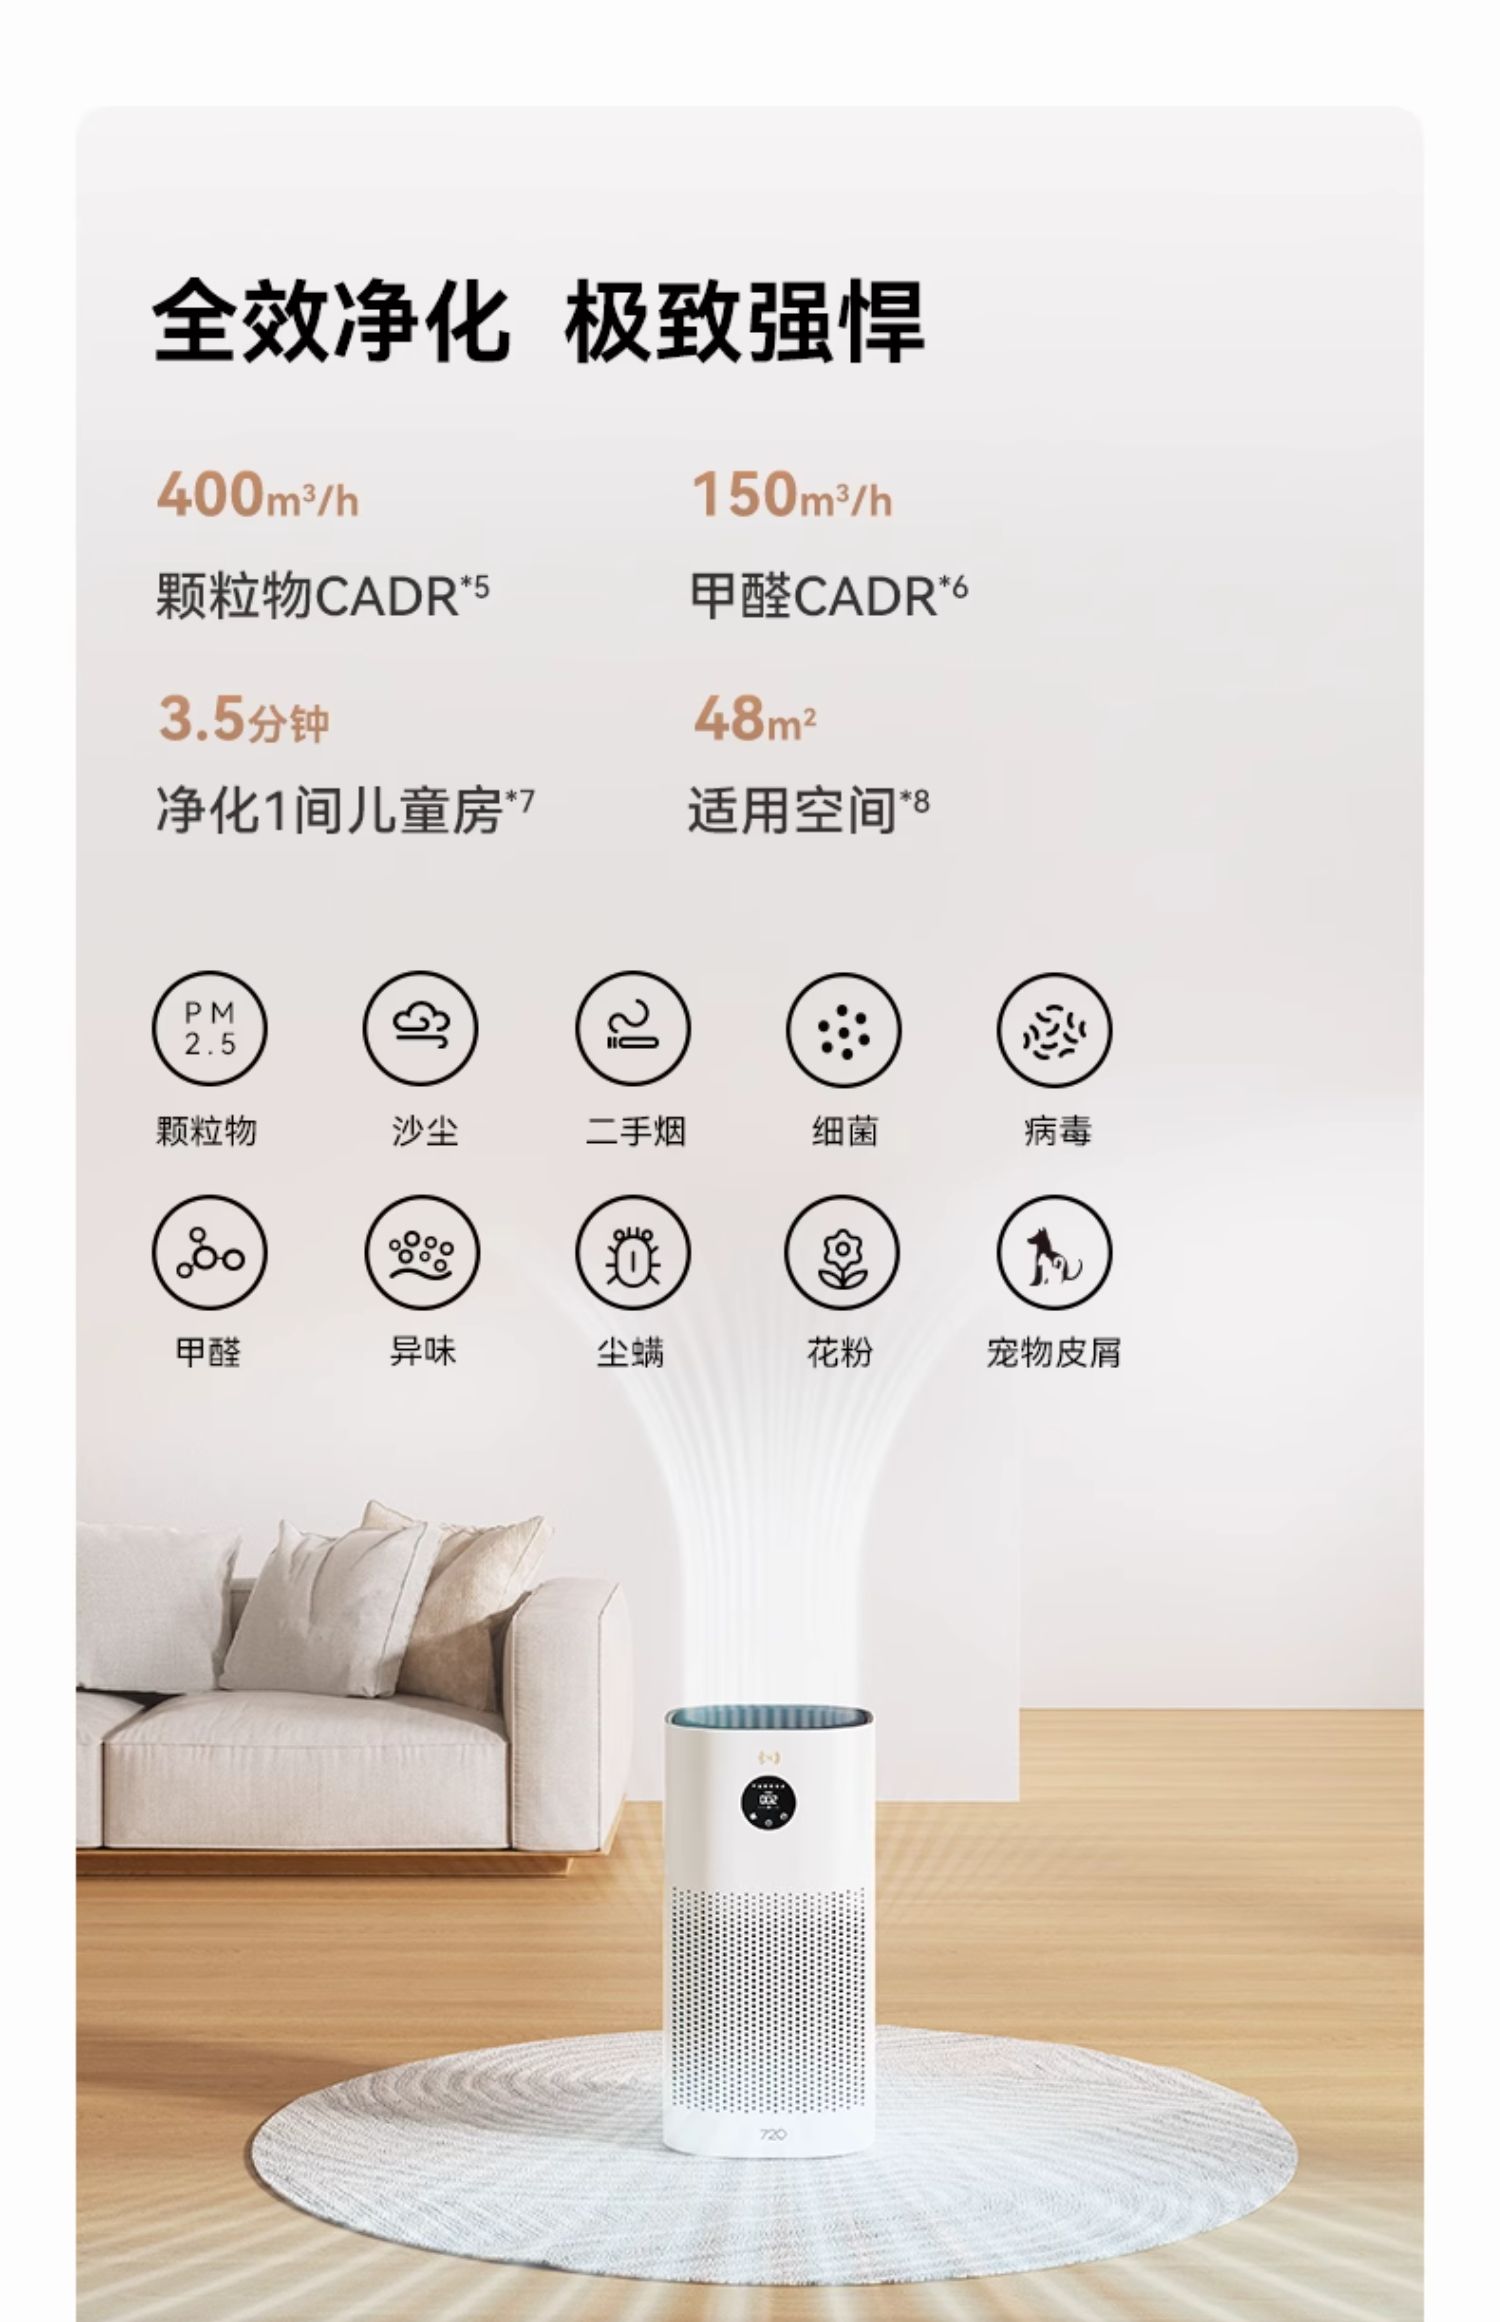 全效净化 极致强悍
400m³/h 150m³/h
颗粒物CADR*5 甲醛CADR*6
3.5分钟 48m²
净化1间儿童房*7 适用空间*8
PM
2.5
颗粒物 沙尘 二手烟 细菌 病毒
甲醛 异味 尘螨 花粉 宠物皮屑
002
720